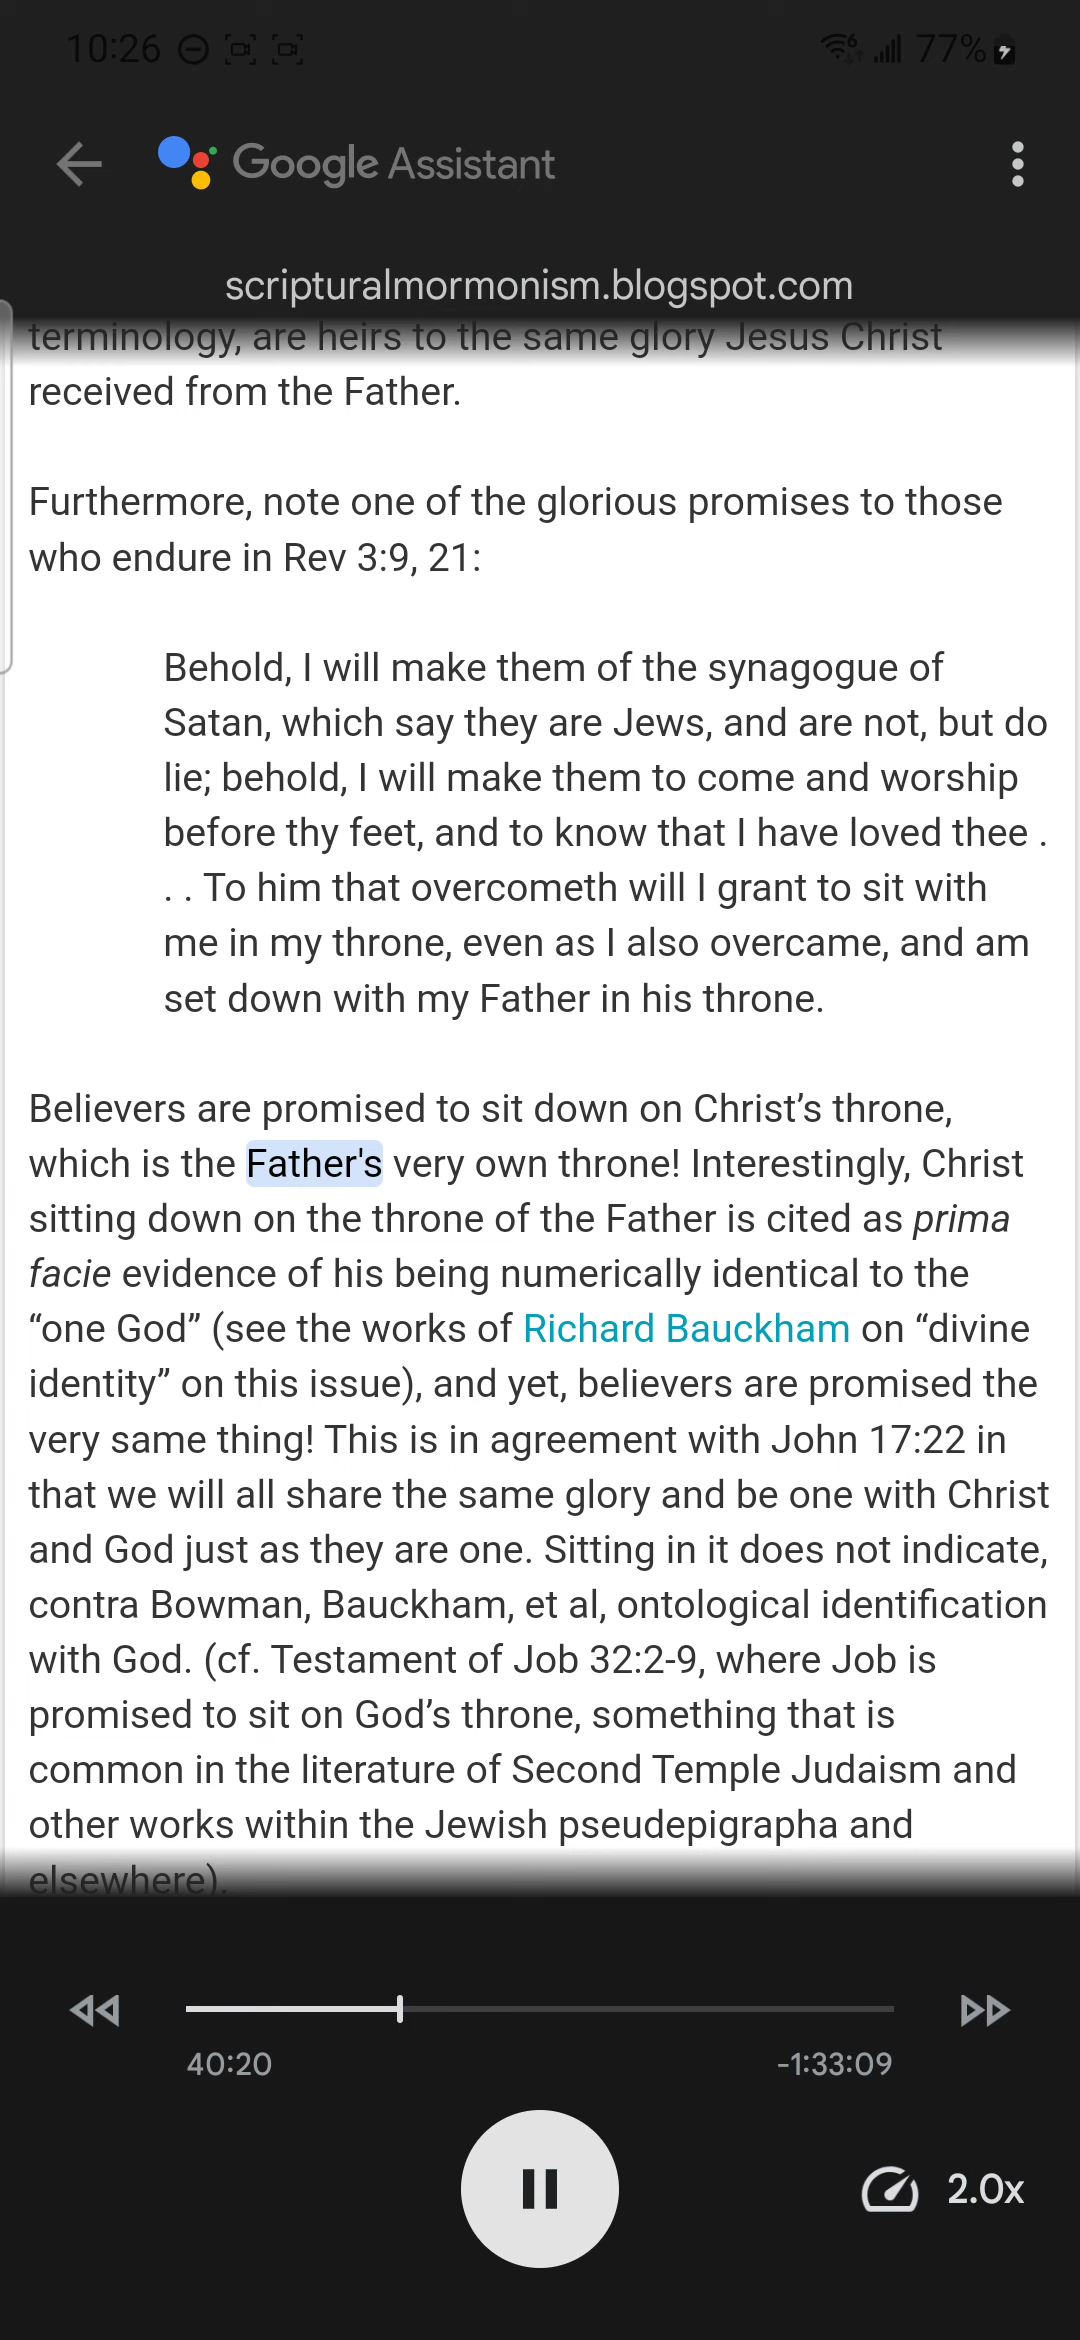 10:26
6
77%
Google Assistant
scripturalmormonism.blogspot.com
terminology, are heirs to the same glory Jesus Christ
received from the Father.
Furthermore, note one of the glorious promises to those
who endure in Rev 3:9, 21:
Behold, I will make them of the synagogue of
Satan, which say they are Jews, and are not, but do
lie; behold, I will make them to come and worship
before thy feet, and to know that I have loved thee .
. . To him that overcometh will I grant to sit with
me in my throne, even as I also overcame, and am
set down with my Father in his throne.
Believers are promised to sit down on Christ’s throne,
which is the Father's very own throne! Interestingly, Christ
sitting down on the throne of the Father is cited as prima
facie evidence of his being numerically identical to the
“one God” (see the works of Richard Bauckham on “divine
identity” on this issue), and yet, believers are promised the
very same thing! This is in agreement with John 17:22 in
that we will all share the same glory and be one with Christ
and God just as they are one. Sitting in it does not indicate,
contra Bowman, Bauckham, et al, ontological identification
with God. (cf. Testament of Job 32:2-9, where Job is
promised to sit on God’s throne, something that is
common in the literature of Second Temple Judaism and
other works within the Jewish pseudepigrapha and
elsewhere).
40:20
-1:33:09
2.0x